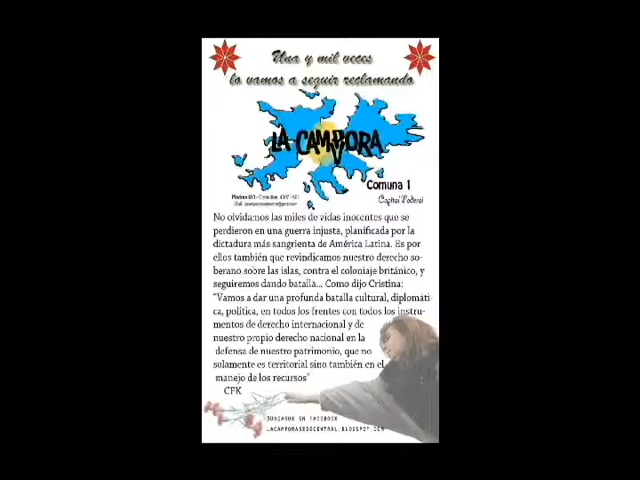 Una y mil veces
lo vamos a seguir reclamando
LA CAMPORA
Comuna 1
Capital Federal
No olvidamos las miles de vidas inocentes que se
perdieron en una guerra injusta, planificada por la
dictadura más sangrienta de América Latina. Es por
ellos también que revindicamos nuestro derecho so-
berano sobre las islas, contra el coloniaje británico, y
seguiremos dando batalla... Como dijo Cristina:
"Vamos a dar una profunda batalla cultural, diplomáti-
ca, política, en todos los frentes con todos los instru-
mentos de derecho internacional y de
nuestro propio derecho nacional en la
defensa de nuestro patrimonio, que no
solamente es territorial sino también en el
manejo de los recursos"
CFK
BUSCANOS EN FACEBOOK
LACAMPORASEDECENTRAL.BLOGSPOT.COM